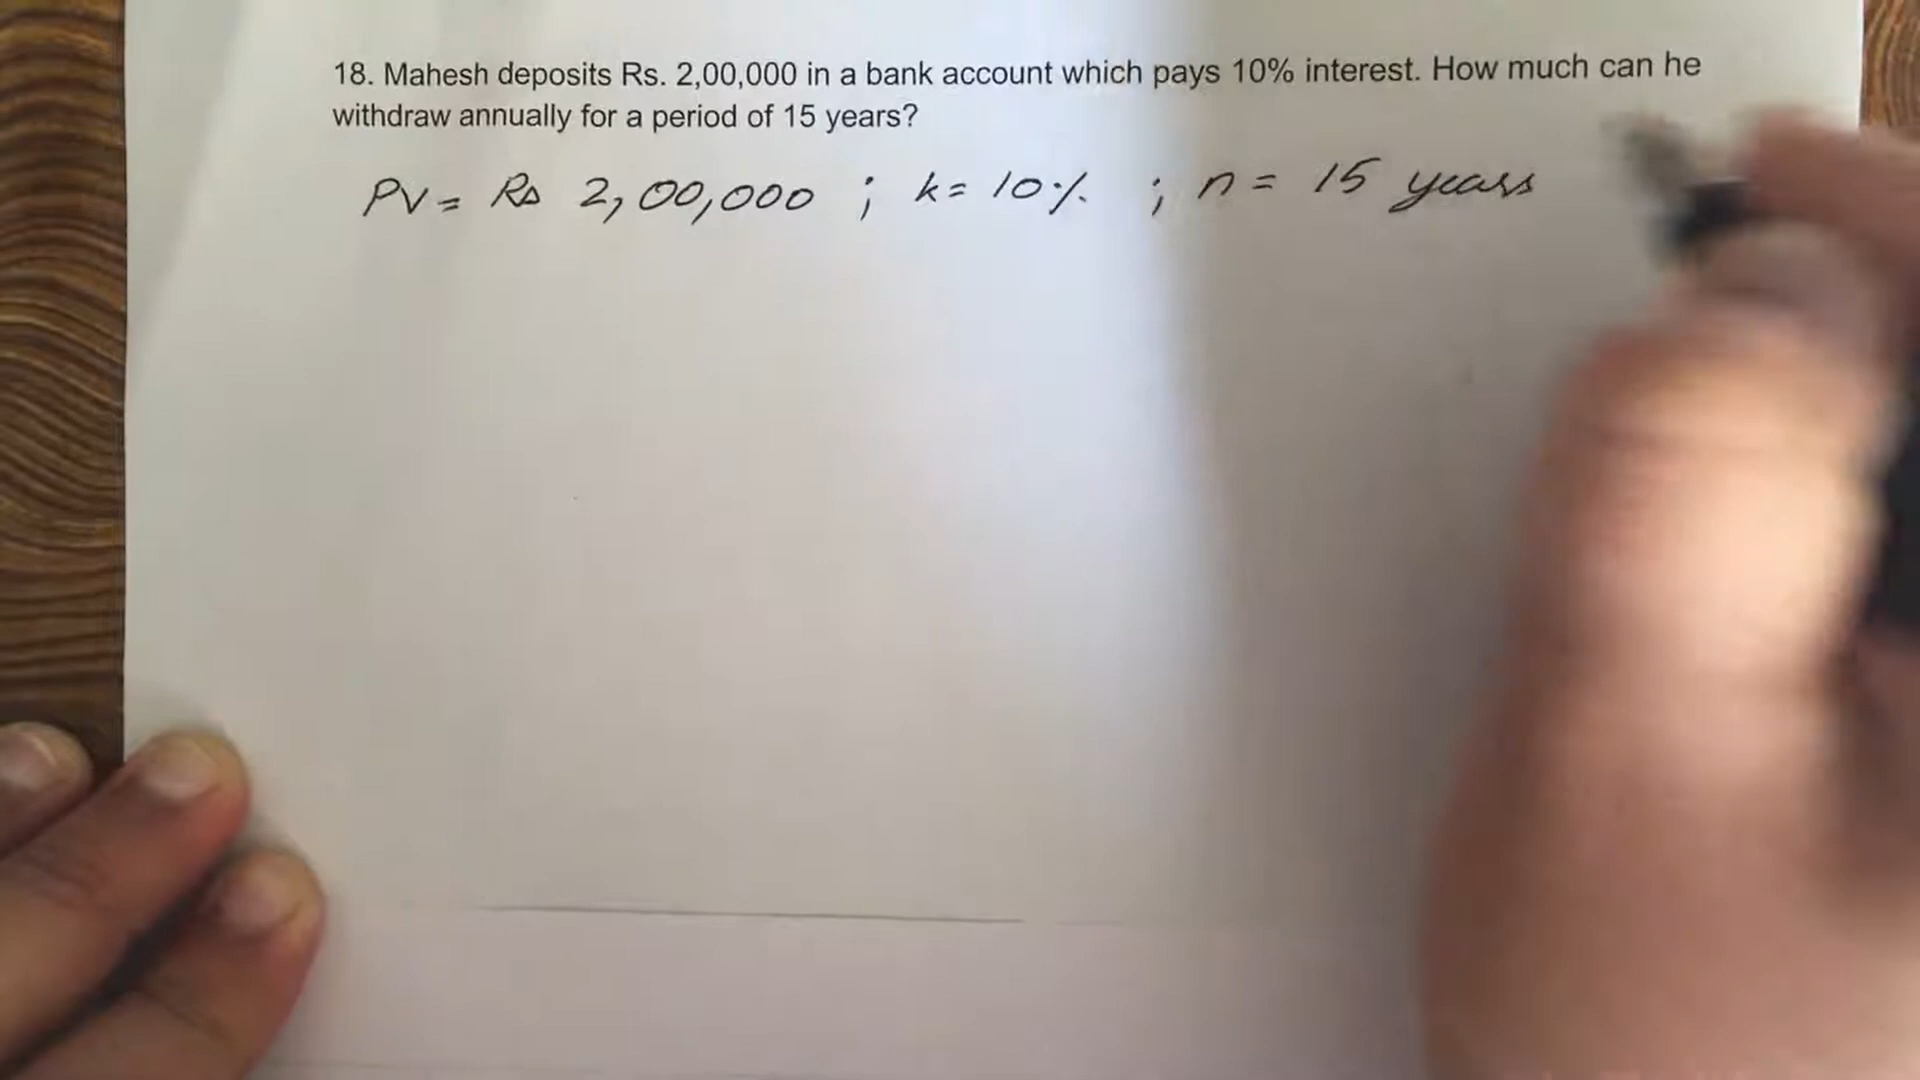 18. Mahesh deposits Rs. 2,00,000 in a bank account which pays 10% interest. How much can he
withdraw annually for a period of 15 years?
PV = Rs 2,00,000 ; k = 10% ; n = 15 years